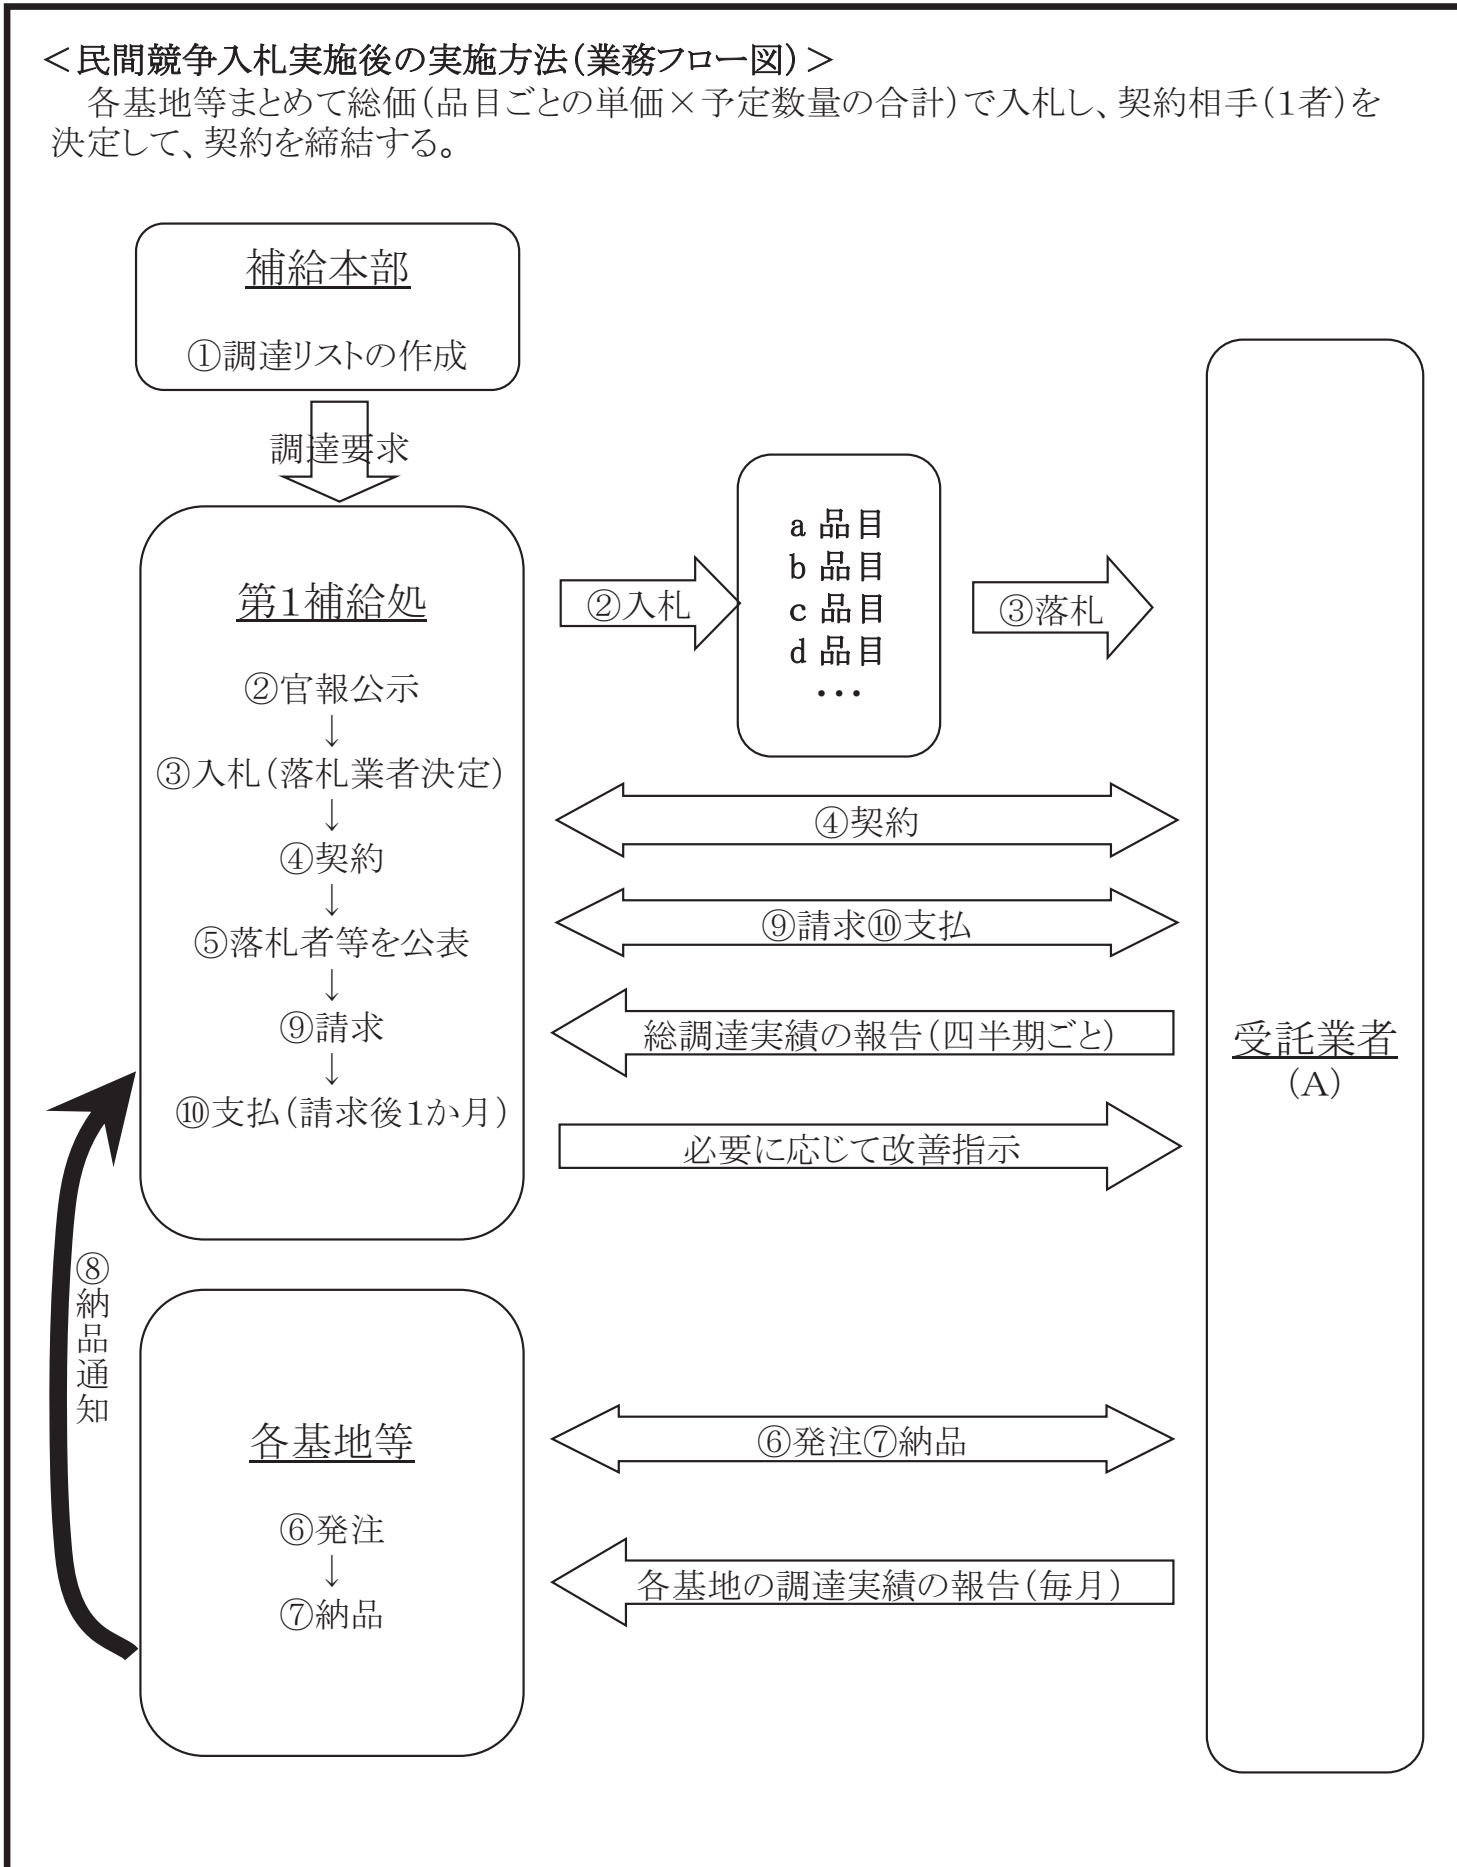 ＜民間競争入札実施後の実施方法(業務フロー図)＞
各基地等まとめて総価(品目ごとの単価×予定数量の合計)で入札し、契約相手(1者)を
決定して、契約を締結する。
補給本部
①調達リストの作成
調達要求
第1補給処
②官報公示
↓
③入札(落札業者決定)
↓
④契約
↓
⑤落札者等を公表
↓
⑨請求
↓
⑩支払(請求後1か月)
②入札
a 品目
b 品目
c 品目
d 品目
・・・
③落札
④契約
⑨請求⑩支払
総調達実績の報告(四半期ごと)
必要に応じて改善指示
受託業者
(A)
⑧納品通知
各基地等
⑥発注
↓
⑦納品
⑥発注⑦納品
各基地の調達実績の報告(毎月)